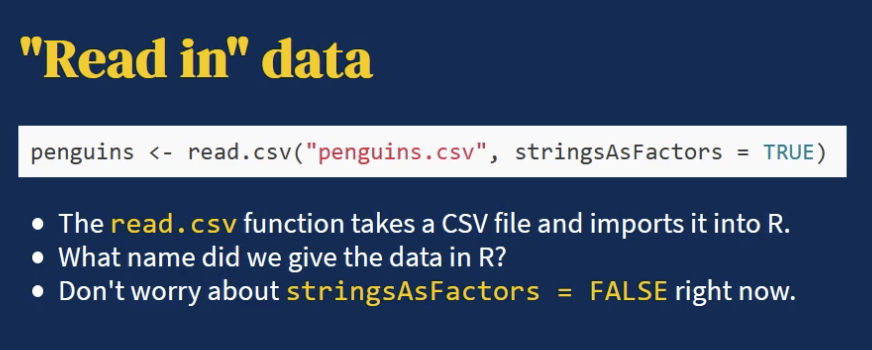 "Read in" data
penguins <- read.csv("penguins.csv", stringsAsFactors = TRUE)
• The read.csv function takes a CSV file and imports it into R.
• What name did we give the data in R?
• Don't worry about stringsAsFactors = FALSE right now.